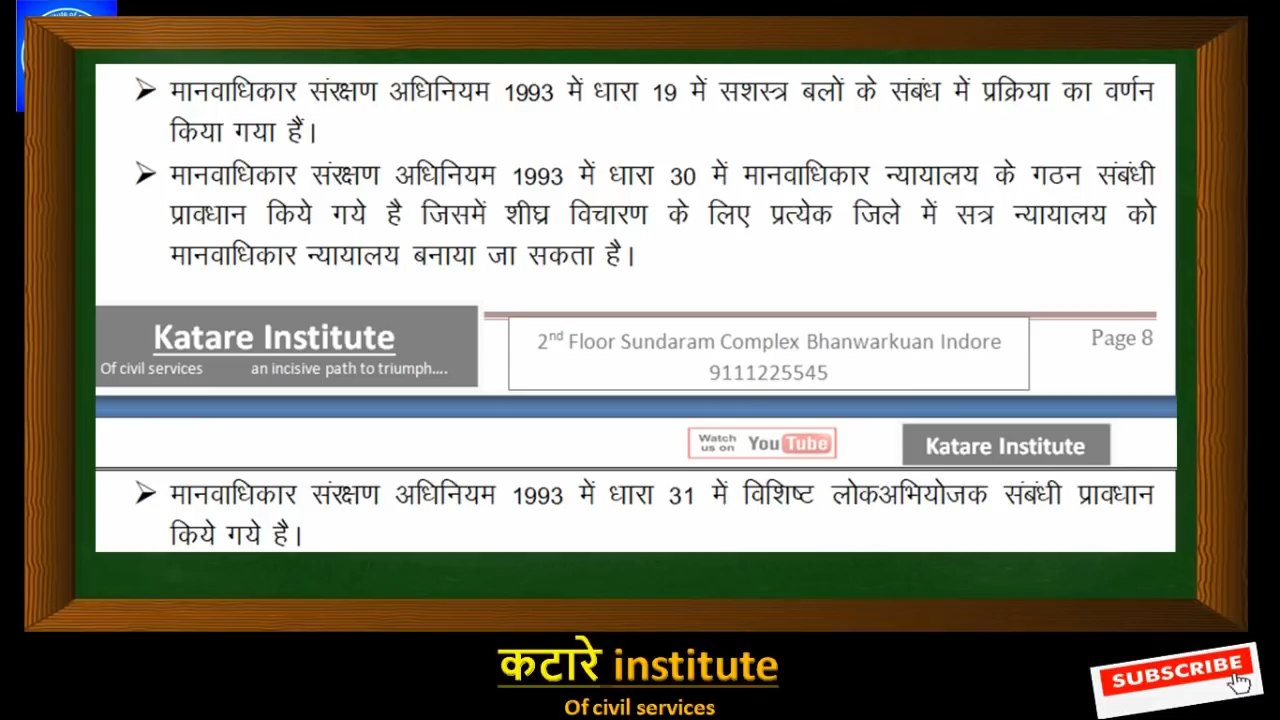 ➢ मानवाधिकार संरक्षण अधिनियम 1993 में धारा 19 में सशस्त्र बलों के संबंध में प्रक्रिया का वर्णन
किया गया हैं।
➢ मानवाधिकार संरक्षण अधिनियम 1993 में धारा 30 में मानवाधिकार न्यायालय के गठन संबंधी
प्रावधान किये गये है जिसमें शीघ्र विचारण के लिए प्रत्येक जिले में सत्र न्यायालय को
मानवाधिकार न्यायालय बनाया जा सकता है।
Katare Institute
Of civil services an incisive path to triumph....
2nd Floor Sundaram Complex Bhanwarkuan Indore
9111225545
Page 8
Watch us on YouTube
Katare Institute
➢ मानवाधिकार संरक्षण अधिनियम 1993 में धारा 31 में विशिष्ट लोकअभियोजक संबंधी प्रावधान
किये गये है।
कटारे institute
Of civil services
SUBSCRIBE